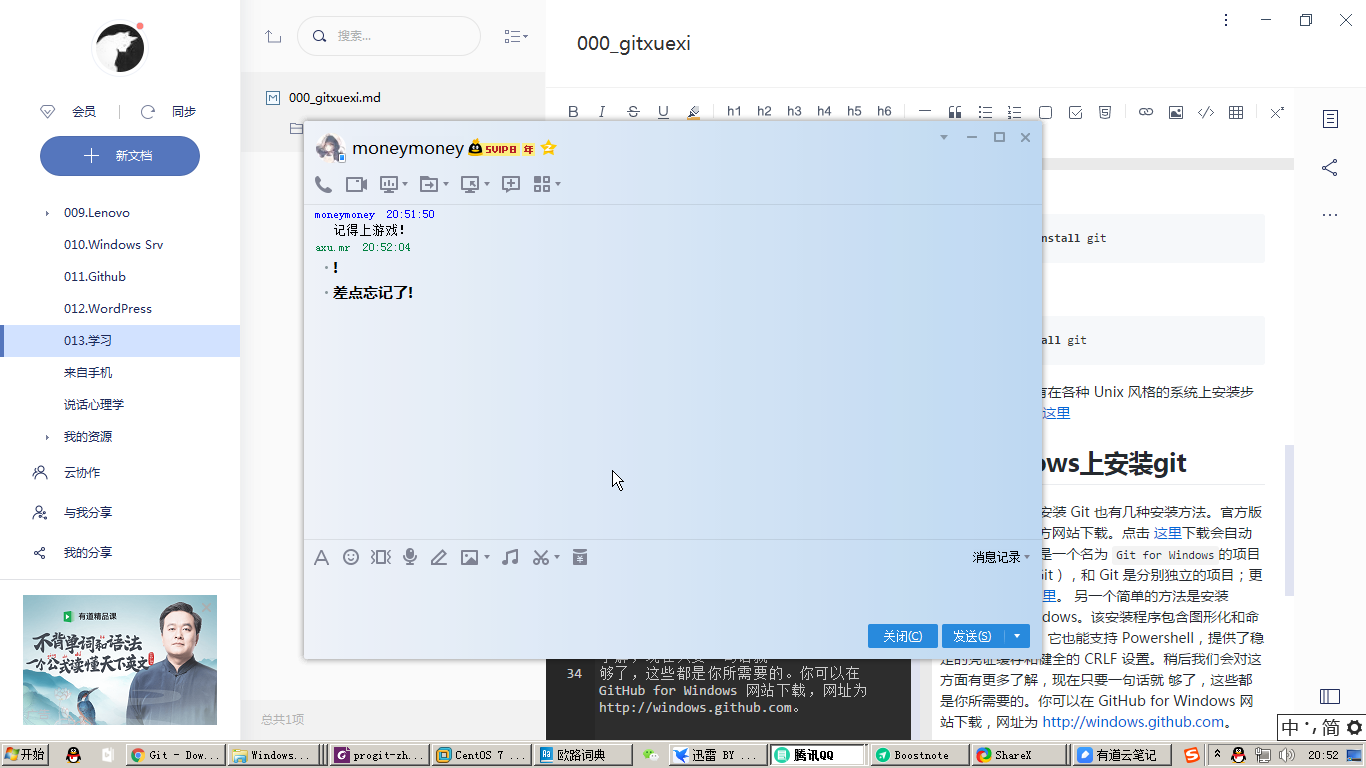 会员
同步
新文档
009.Lenovo
010.Windows Srv
011.Github
012.WordPress
013.学习
来自手机
说话心理学
我的资源
云协作
与我分享
我的分享
有道精品课
不背单词和语法
一个公式读懂天下英文
搜索...
000_gitxuexi.md
总共1项
000_gitxuexi
B I S U h1 h2 h3 h4 h5 h6
nstall git
all git
有在各种 Unix 风格的系统上安装步
这里
ows上安装git
安装 Git 也有几种安装方法。官方版
方网站下载。点击 这里下载会自动
是一个名为 Git for Windows 的项目
Git），和 Git 是分别独立的项目；更
里。 另一个简单的方法是安装
dows。该安装程序包含图形化和命
它也能支持 Powershell，提供了稳
定的凭证缓存和健全的 CRLF 设置。稍后我们会对这
方面有更多了解，现在只要一句话就 够了，这些都
是你所需要的。你可以在 GitHub for Windows 网
站下载，网址为 http://windows.github.com。
moneymoney SVIP8 年
moneymoney 20:51:50
记得上游戏!
axu.mr 20:52:04
!
差点忘记了!
消息记录
关闭(C) 发送(S)
34 够了，这些都是你所需要的。你可以在
GitHub for Windows 网站下载，网址为
http://windows.github.com。
中 简
开始
Git - Dow...
Windows...
progit-zh...
CentOS 7 ...
欧路词典
迅雷 BY ...
腾讯QQ
Boostnote
ShareX
有道云笔记
20:52